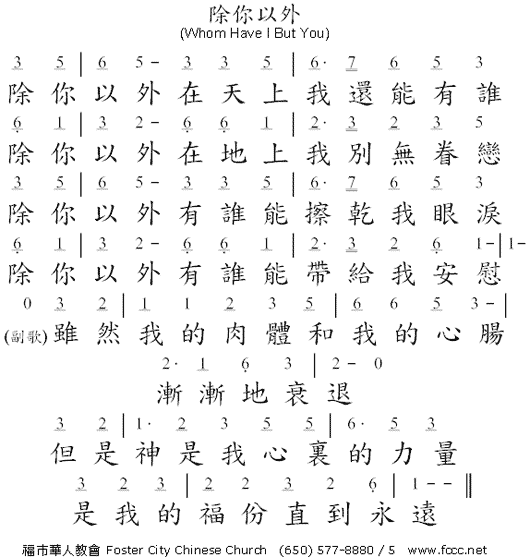 除你以外
(Whom Have I But You)
3 5 | 6 5 - 3 3 5 | 6· 7 6 5 3
除你以外在天上我還能有誰
6 1 | 3 2 - 6 6 1 | 2· 3 2 3 5
除你以外在地上我別無眷戀
3 5 | 6 5 - 3 3 5 | 6· 7 6 5 3
除你以外有誰能擦乾我眼淚
6 1 | 3 2 - 6 6 1 | 2· 3 2 6 1 - | 1 -
除你以外有誰能帶給我安慰
0 3 2 | 1 1 2 3 5 | 6 6 5 3 - |
(副歌) 雖然我的肉體和我的心腸
2· 1 6 3 | 2 - 0
漸漸地衰退
3 2 | 1· 2 3 5 5 | 6· 5 3
但是神是我心裏的力量
3 2 3 | 2 2 3 2 6 | 1 - - ||
是我的福份直到永遠
福市華人教會 Foster City Chinese Church (650) 577-8880 / 5 www.fccc.net